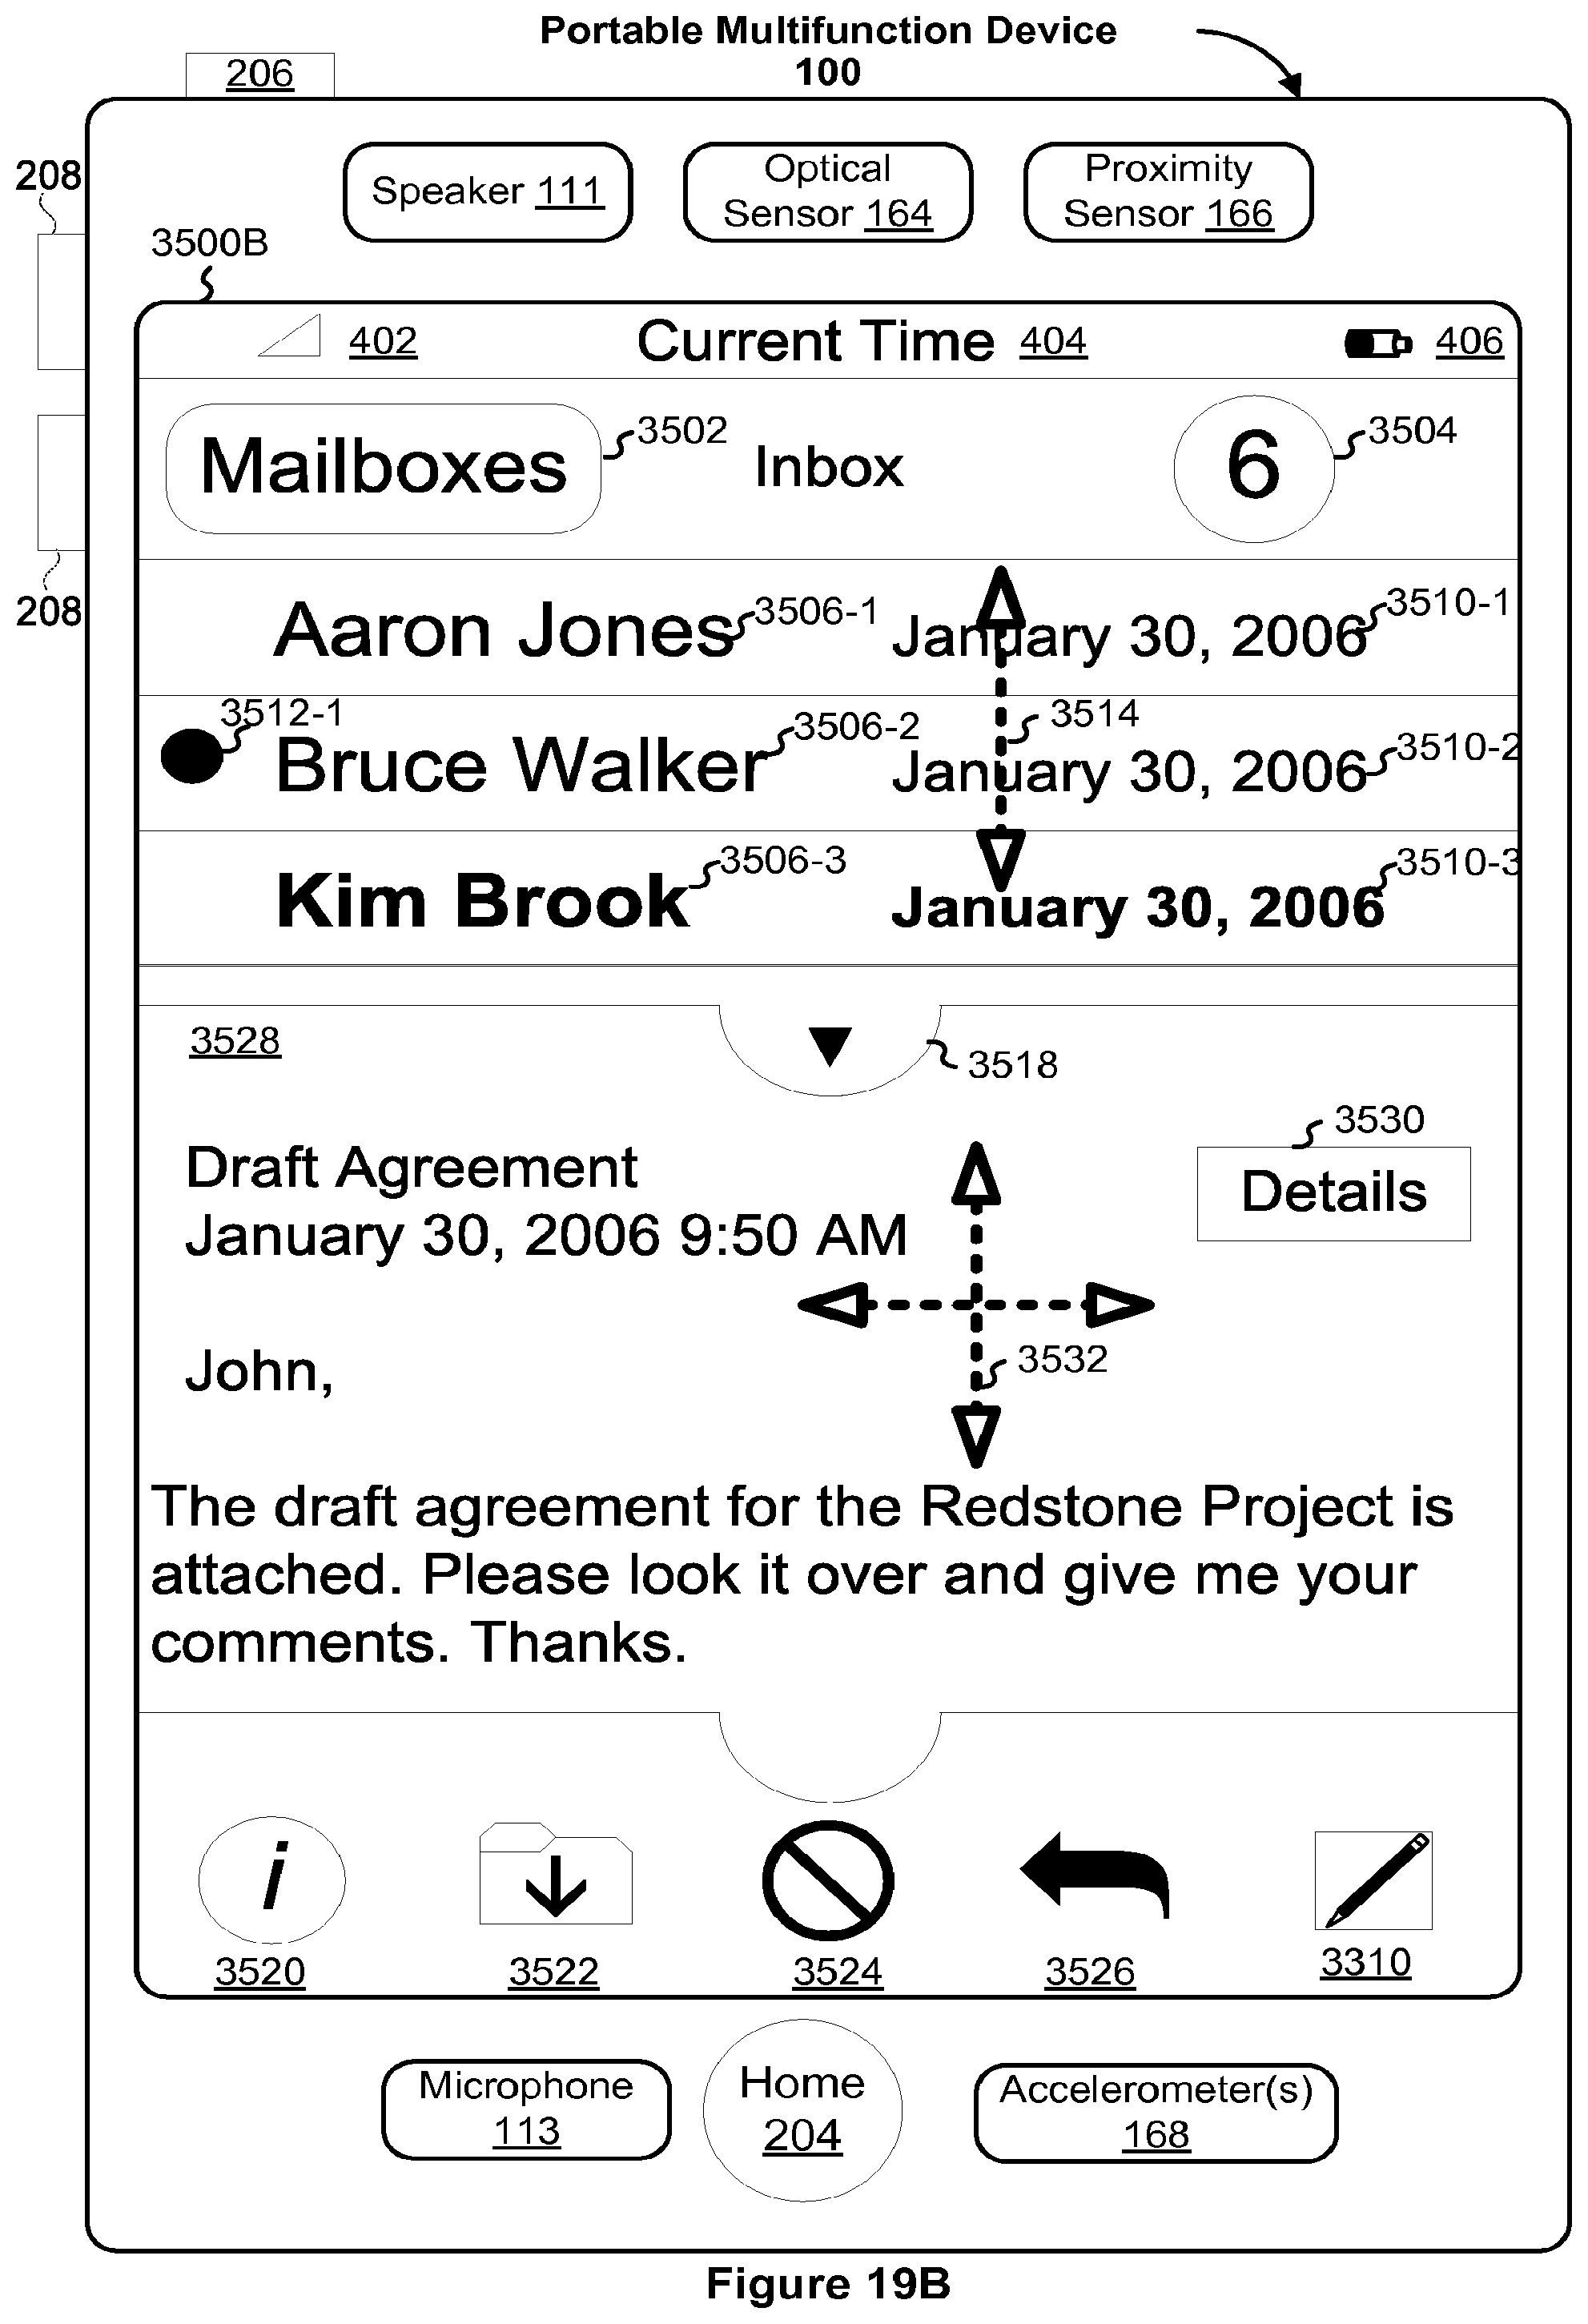 Portable Multifunction Device
100
206
208
Speaker 111
Optical
Sensor 164
Proximity
Sensor 166
3500B
402
Current Time 404
406
Mailboxes
3502
Inbox
6
3504
208
Aaron Jones
3506-1
January 30, 2006
3510-1
3512-1
Bruce Walker
3506-2
3514
January 30, 2006
3510-2
Kim Brook
3506-3
January 30, 2006
3510-3
3528
3518
3530
Draft Agreement
Details
January 30, 2006 9:50 AM
3532
John,
The draft agreement for the Redstone Project is
attached. Please look it over and give me your
comments. Thanks.
i
3520
3522
3524
3526
3310
Microphone
113
Home
204
Accelerometer(s)
168
Figure 19B